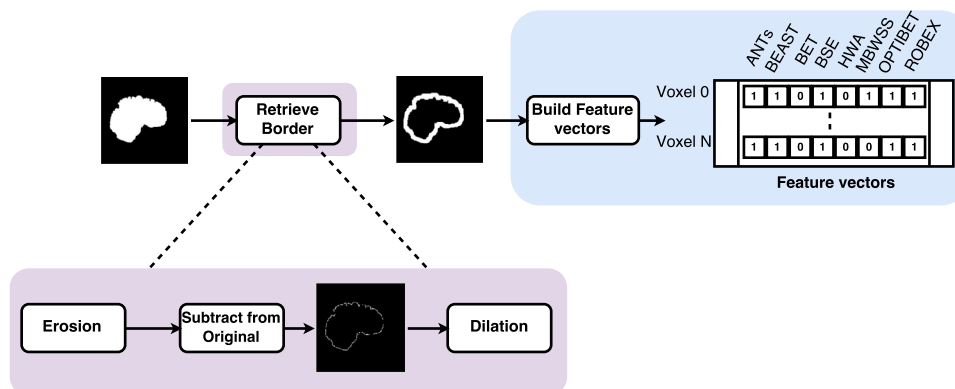 ANTs BEAST BET BSE HWA MBWSS OPTIBET ROBEX
Retrieve
Border
Build Feature
vectors
Voxel 0
1 1 0 1 0 1 1 1
Voxel N
1 1 0 1 0 0 1 1
Feature vectors
Erosion
Subtract from
Original
Dilation